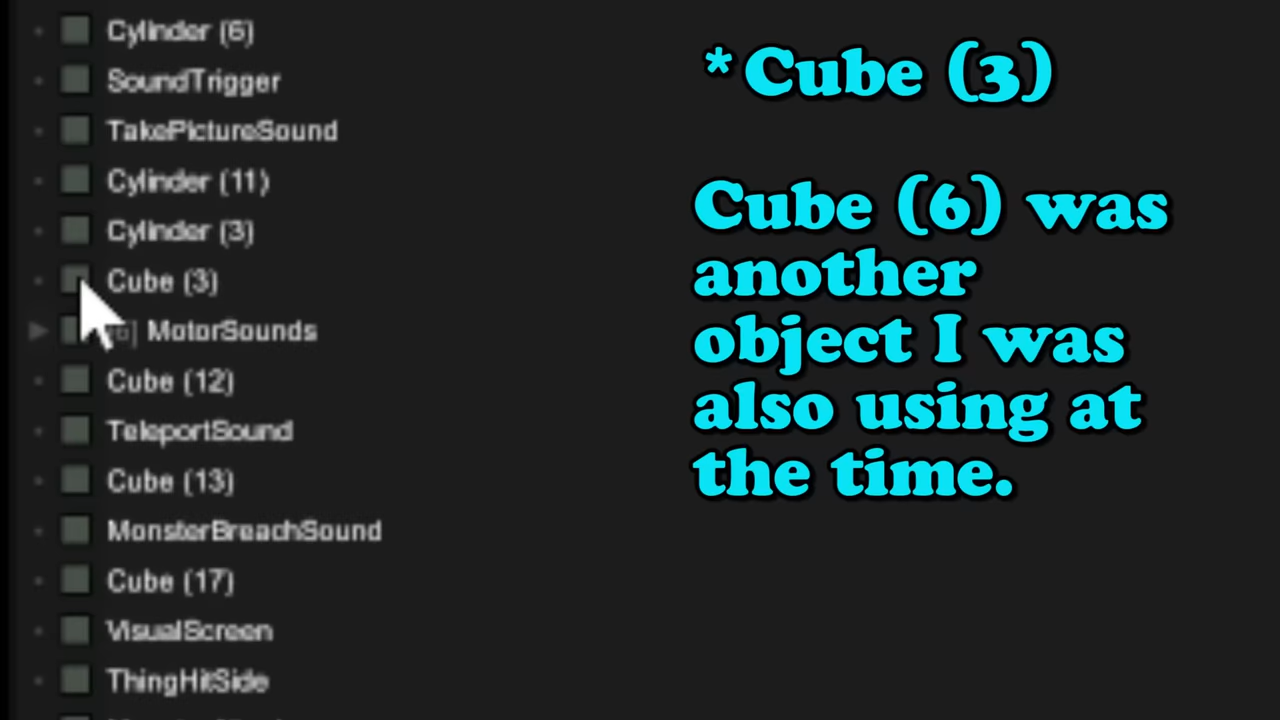 Cylinder (6)
SoundTrigger
TakePictureSound
Cylinder (11)
Cylinder (3)
Cube (3)
[6] MotorSounds
Cube (12)
TeleportSound
Cube (13)
MonsterBreachSound
Cube (17)
VisualScreen
ThingHitSide
*Cube (3)
Cube (6) was
another
object I was
also using at
the time.